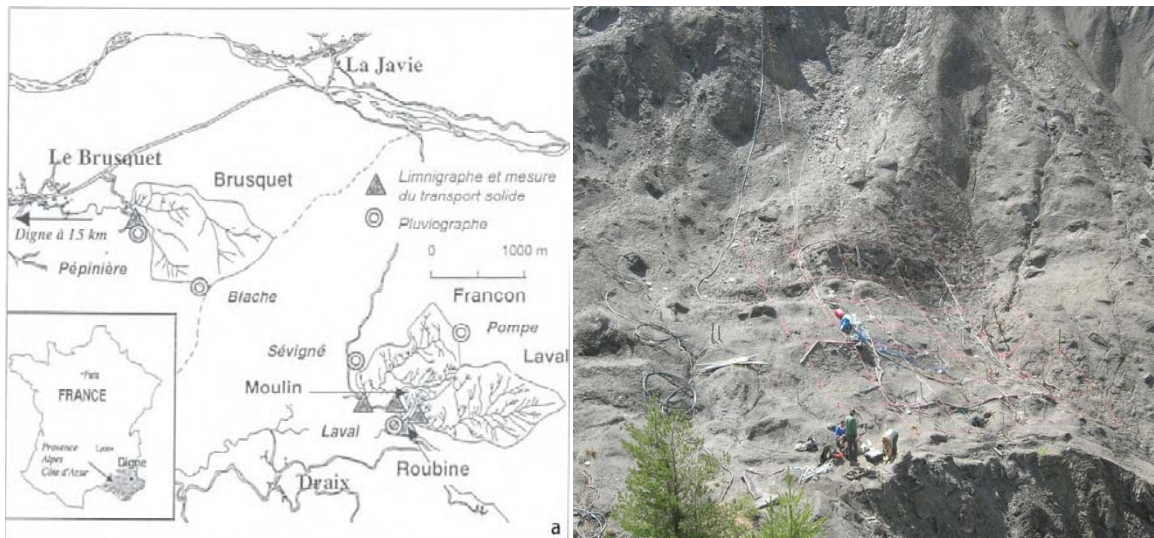 La Javie
Le Brusquet
Brusquet
Limnigraphe et mesure
du transport solide
Pluviographe
Digne à 15 km
0 1000 m
Pépinière
Blache
Francon
Pompe
Laval
Sévigné
Moulin
Laval
Roubine
Draix
Paris
FRANCE
Lyon
Provence
Alpes
Côte d'Azur
Digne
a